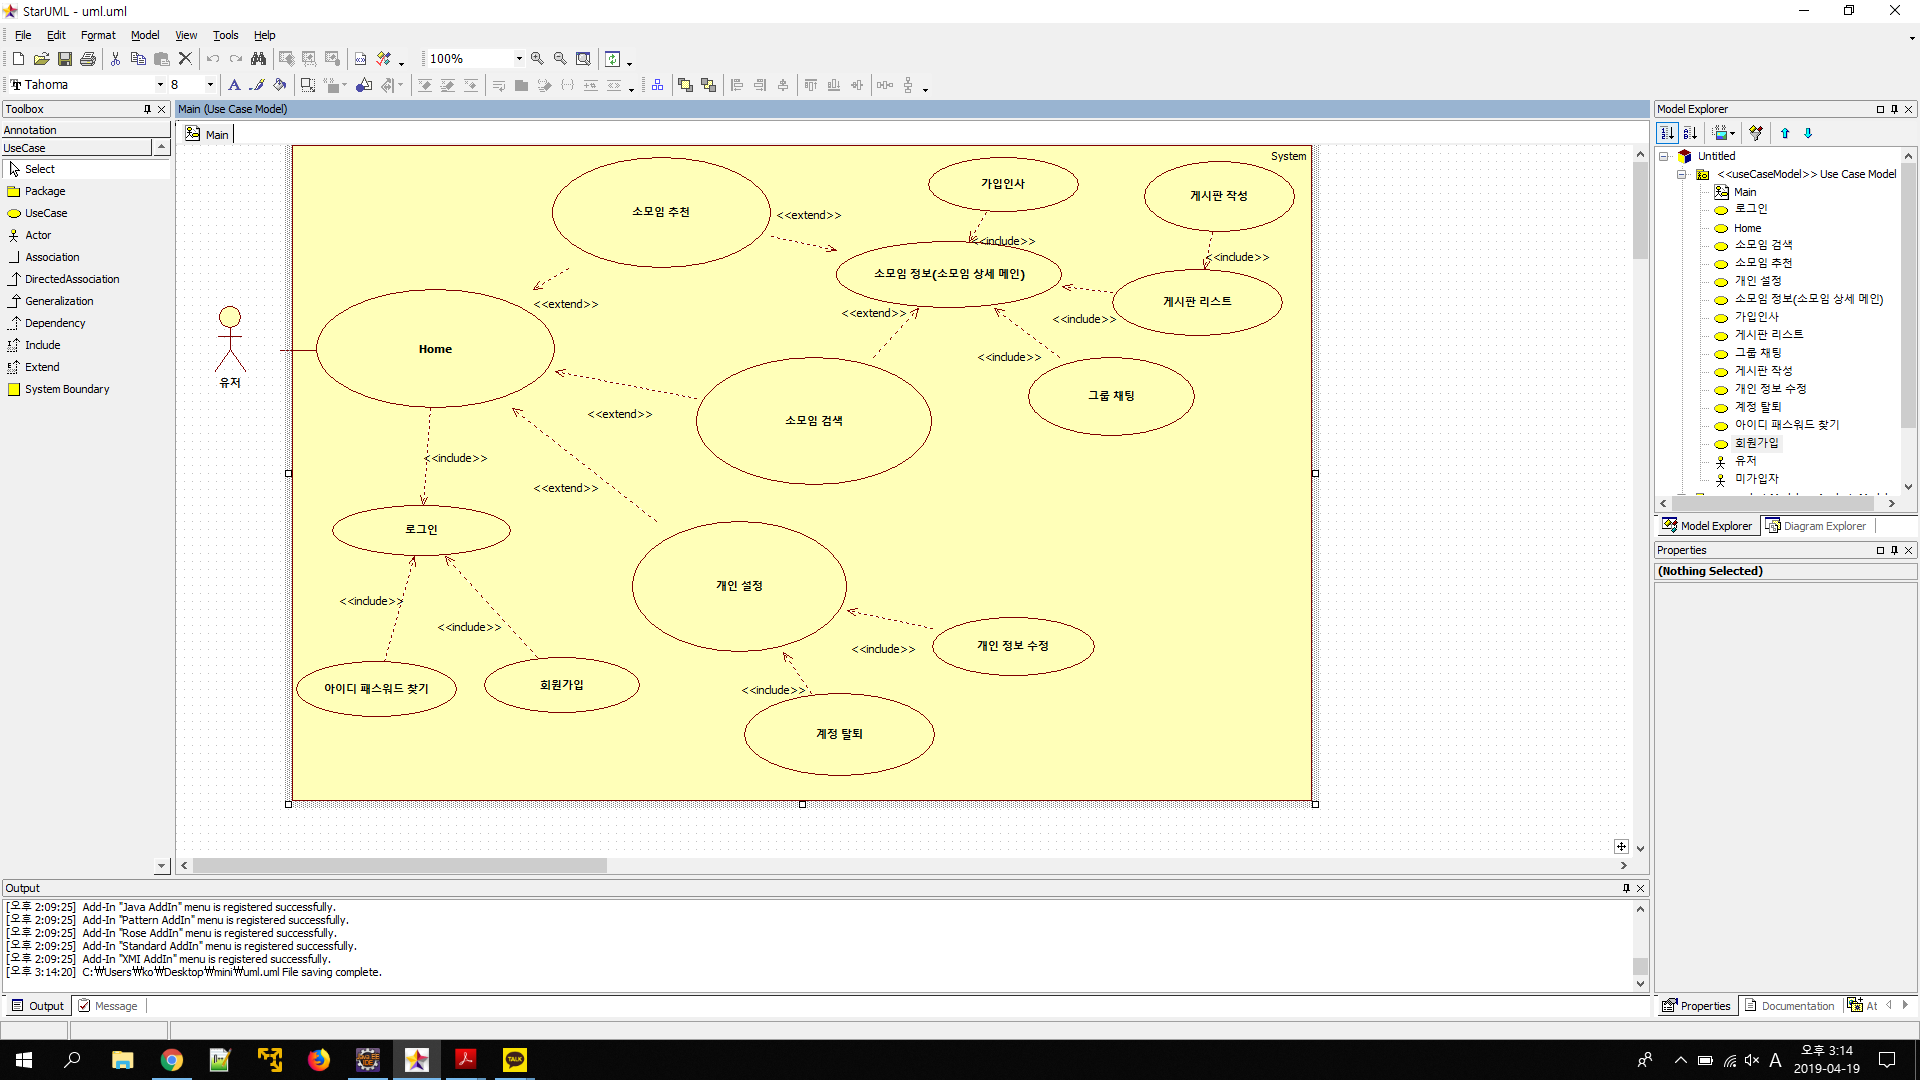 StarUML - uml.uml
File Edit Format Model View Tools Help
100%
Tahoma 8
Toolbox
Annotation
UseCase
Select
Package
UseCase
Actor
Association
DirectedAssociation
Generalization
Dependency
Include
Extend
System Boundary
Main (Use Case Model)
Main
System
소모임 추천
가입인사
게시판 작성
<<extend>>
<<include>>
<<include>>
소모임 정보(소모임 상세 메인)
게시판 리스트
<<extend>>
<<extend>>
<<include>>
Home
<<include>>
유저
그룹 채팅
<<extend>>
소모임 검색
<<include>>
<<extend>>
로그인
개인 설정
<<include>>
<<include>>
개인 정보 수정
<<include>>
아이디 패스워드 찾기
회원가입
<<include>>
계정 탈퇴
Model Explorer
Untitled
<<useCaseModel>> Use Case Model
Main
로그인
Home
소모임 검색
소모임 추천
개인 설정
소모임 정보(소모임 상세 메인)
가입인사
게시판 리스트
그룹 채팅
게시판 작성
개인 정보 수정
계정 탈퇴
아이디 패스워드 찾기
회원가입
유저
미가입자
Model Explorer Diagram Explorer
Properties
(Nothing Selected)
Properties Documentation At
Output
[오후 2:09:25] Add-In "Java AddIn" menu is registered successfully.
[오후 2:09:25] Add-In "Pattern AddIn" menu is registered successfully.
[오후 2:09:25] Add-In "Rose AddIn" menu is registered successfully.
[오후 2:09:25] Add-In "Standard AddIn" menu is registered successfully.
[오후 2:09:25] Add-In "XMI AddIn" menu is registered successfully.
[오후 3:14:20] C:₩Users₩ko₩Desktop₩mini₩uml.uml File saving complete.
Output Message
TALK
A
오후 3:14
2019-04-19